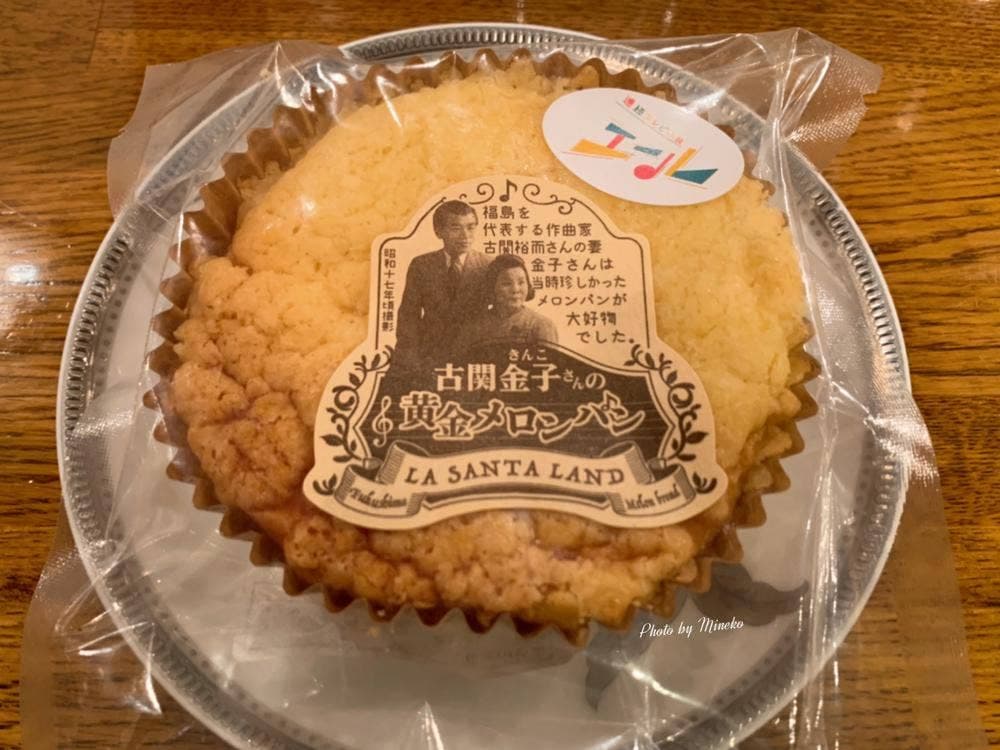 連続テレビ小説
エール
福島を
代表する作曲家
古関裕而さんの妻
金子さんは
当時珍しかった
メロンパンが
大好物
でした。
昭和十七年頃撮影
きんこ
古関金子さんの
黄金メロンパン
LA SANTA LAND
Fukushima
Melon bread
Photo by Mineko